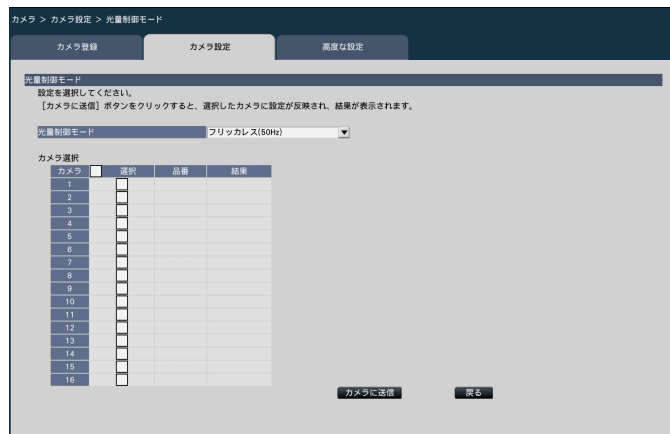 カメラ > カメラ設定 > 光量制御モード
カメラ登録 カメラ設定 高度な設定
光量制御モード
設定を選択してください。
［カメラに送信］ボタンをクリックすると、選択したカメラに設定が反映され、結果が表示されます。
光量制御モード フリッカレス(50Hz)
カメラ選択
カメラ 選択 品番 結果
1
2
3
4
5
6
7
8
9
10
11
12
13
14
15
16
カメラに送信 戻る